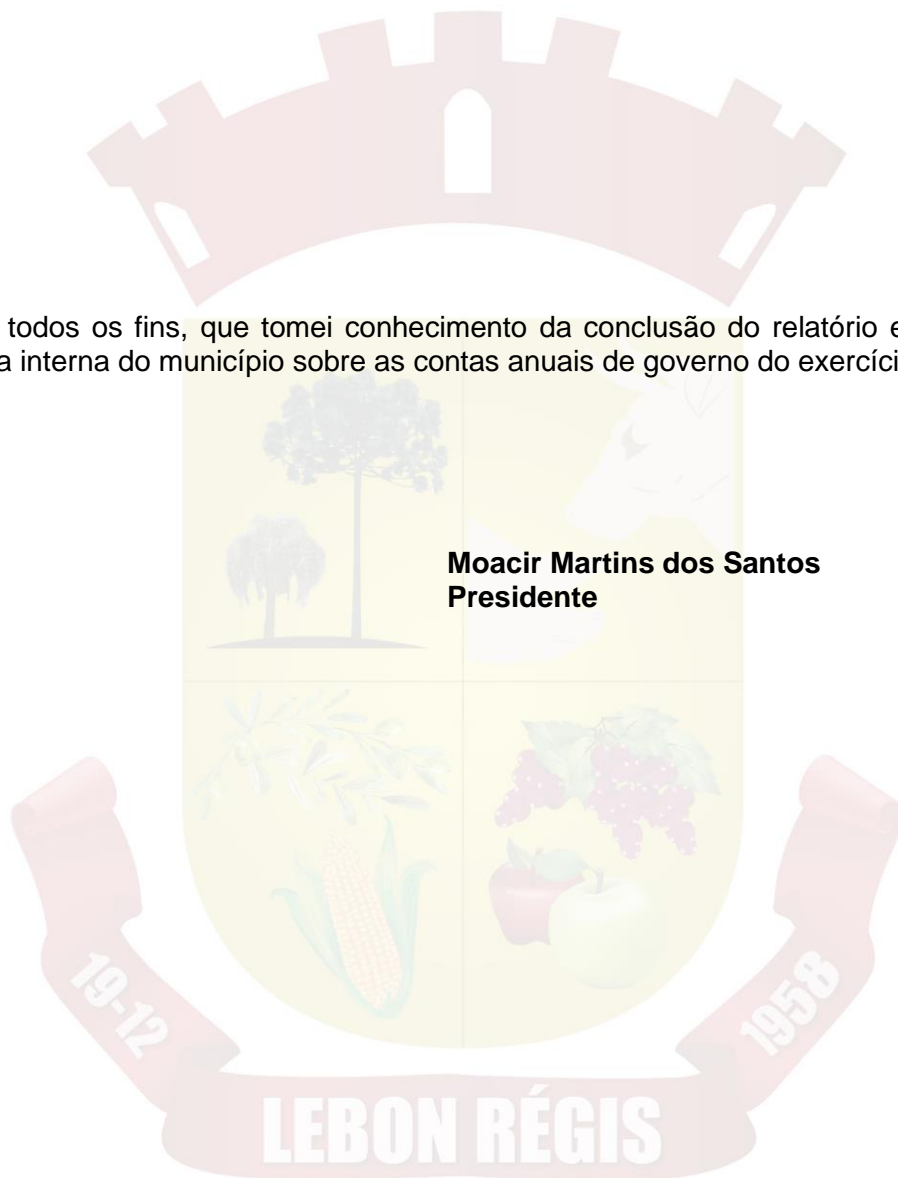 todos os fins, que tomei conhecimento da conclusão do relatório e
a interna do município sobre as contas anuais de governo do exercíci
Moacir Martins dos Santos
Presidente
19-12
1958
LEBON RÉGIS